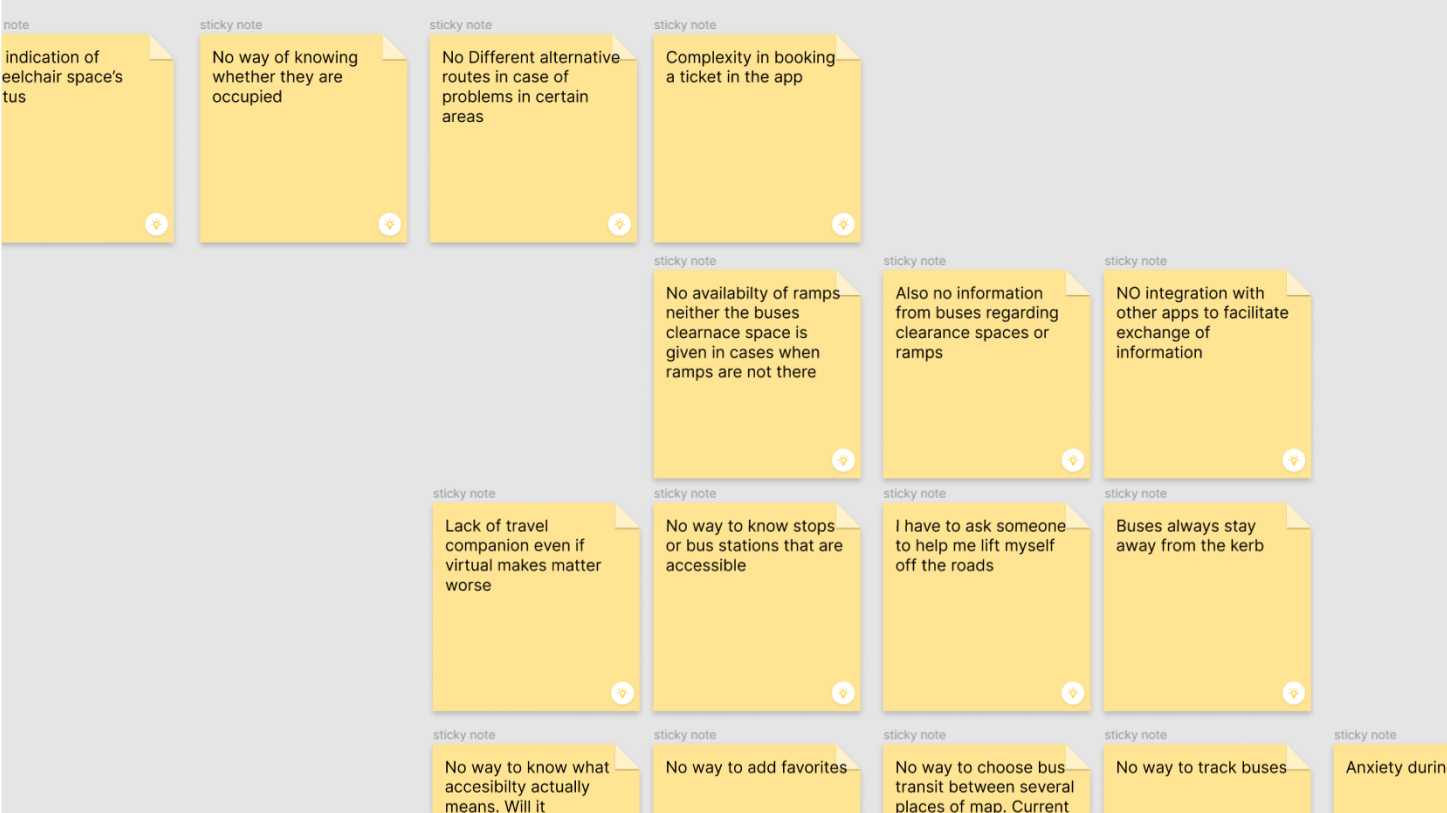 note
sticky note
sticky note
sticky note
indication of
eelchair space’s
tus
No way of knowing
whether they are
occupied
No Different alternative
routes in case of
problems in certain
areas
Complexity in booking
a ticket in the app
sticky note
sticky note
sticky note
No availabilty of ramps
neither the buses
clearnace space is
given in cases when
ramps are not there
Also no information
from buses regarding
clearance spaces or
ramps
NO integration with
other apps to facilitate
exchange of
information
sticky note
sticky note
sticky note
sticky note
Lack of travel
companion even if
virtual makes matter
worse
No way to know stops
or bus stations that are
accessible
I have to ask someone
to help me lift myself
off the roads
Buses always stay
away from the kerb
sticky note
sticky note
sticky note
sticky note
sticky note
No way to know what
accesibilty actually
means. Will it
No way to add favorites
No way to choose bus
transit between several
places of map. Current
No way to track buses
Anxiety durin